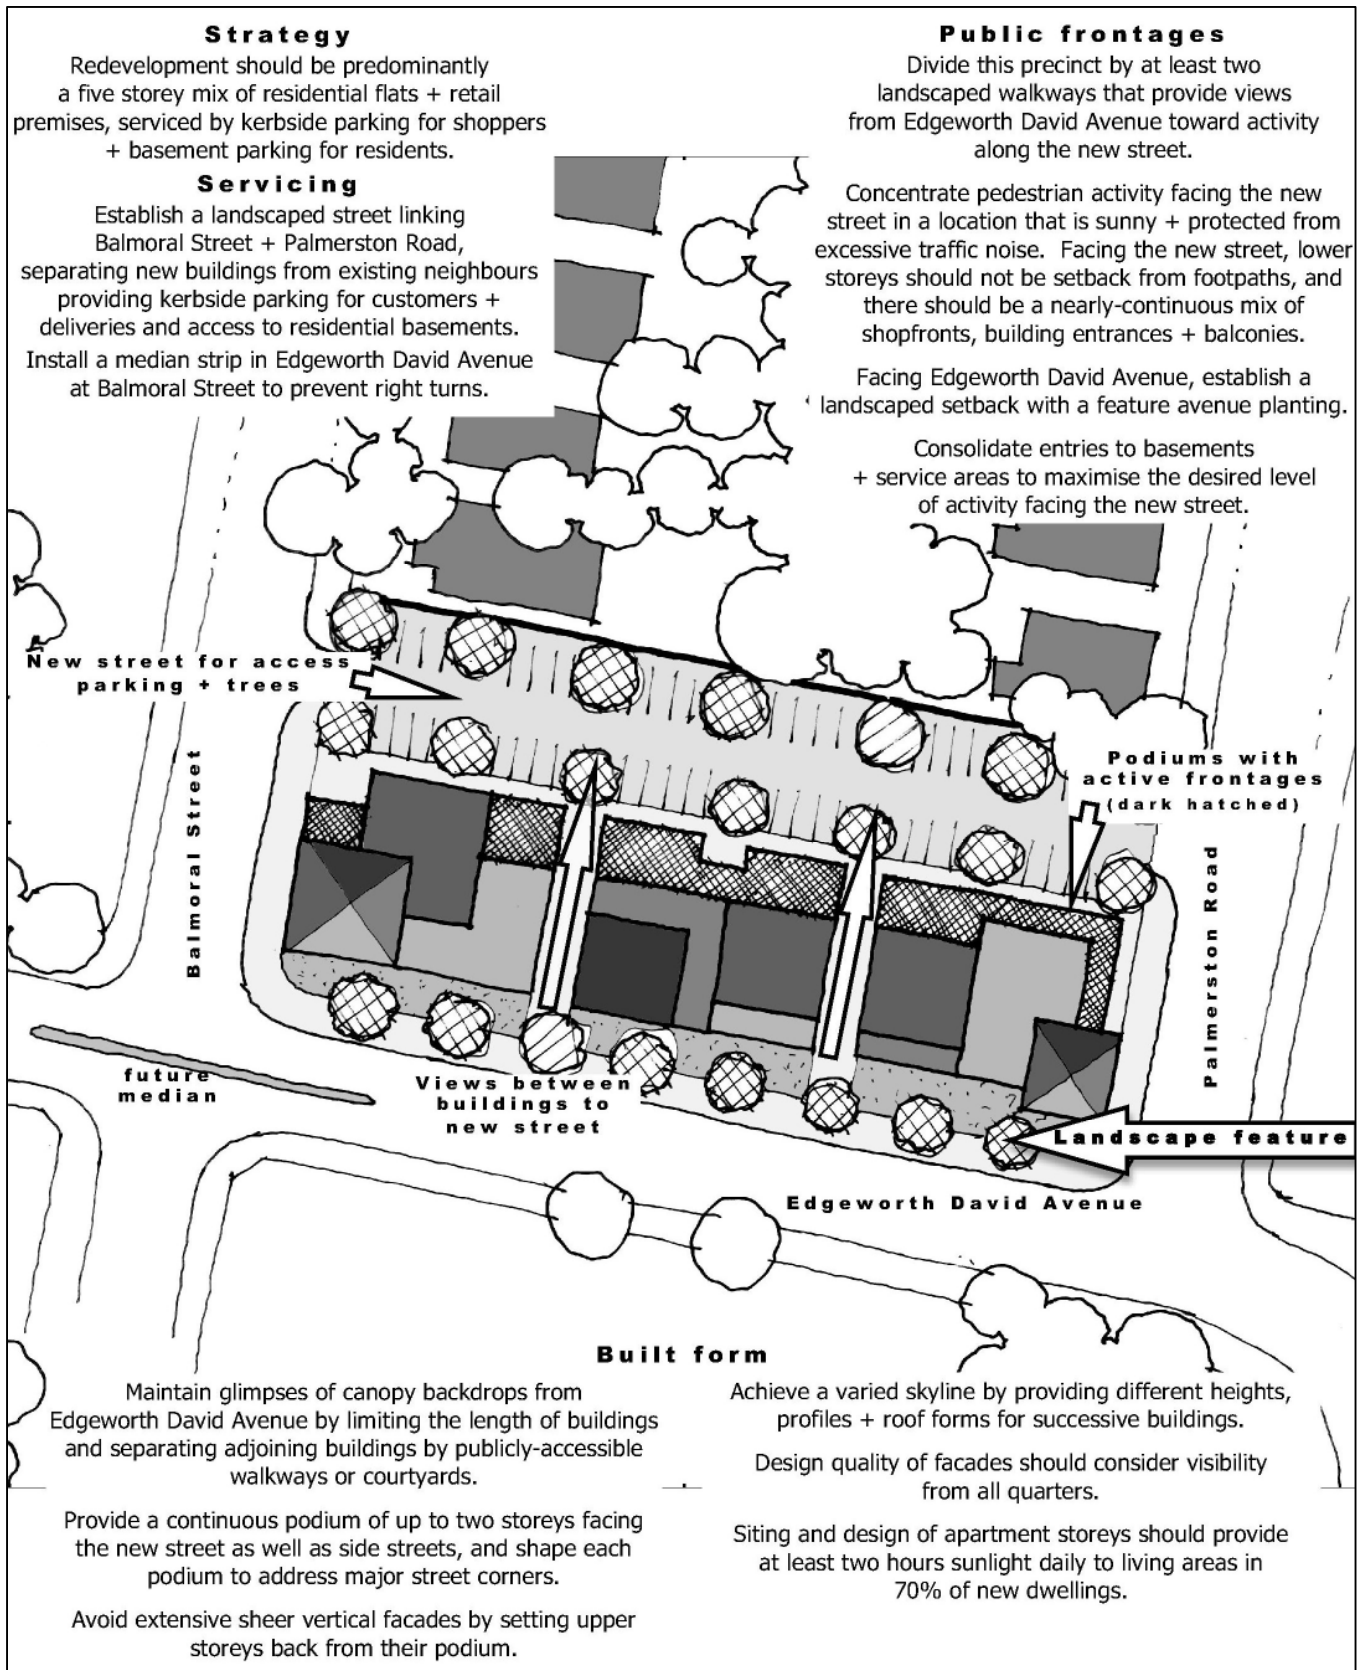 Strategy
Redevelopment should be predominantly
a five storey mix of residential flats + retail
premises, serviced by kerbside parking for shoppers
+ basement parking for residents.
Servicing
Establish a landscaped street linking
Balmoral Street + Palmerston Road,
separating new buildings from existing neighbours
providing kerbside parking for customers +
deliveries and access to residential basements.
Install a median strip in Edgeworth David Avenue
at Balmoral Street to prevent right turns.
Public frontages
Divide this precinct by at least two
landscaped walkways that provide views
from Edgeworth David Avenue toward activity
along the new street.
Concentrate pedestrian activity facing the new
street in a location that is sunny + protected from
excessive traffic noise. Facing the new street, lower
storeys should not be setback from footpaths, and
there should be a nearly-continuous mix of
shopfronts, building entrances + balconies.
Facing Edgeworth David Avenue, establish a
landscaped setback with a feature avenue planting.
Consolidate entries to basements
+ service areas to maximise the desired level
of activity facing the new street.
New street for access
parking + trees
Podiums with
active frontages
(dark hatched)
Balmoral Street
Palmerston Road
future
median
Views between
buildings to
new street
Landscape feature
Edgeworth David Avenue
Built form
Maintain glimpses of canopy backdrops from
Edgeworth David Avenue by limiting the length of buildings
and separating adjoining buildings by publicly-accessible
walkways or courtyards.
Provide a continuous podium of up to two storeys facing
the new street as well as side streets, and shape each
podium to address major street corners.
Avoid extensive sheer vertical facades by setting upper
storeys back from their podium.
Achieve a varied skyline by providing different heights,
profiles + roof forms for successive buildings.
Design quality of facades should consider visibility
from all quarters.
Siting and design of apartment storeys should provide
at least two hours sunlight daily to living areas in
70% of new dwellings.